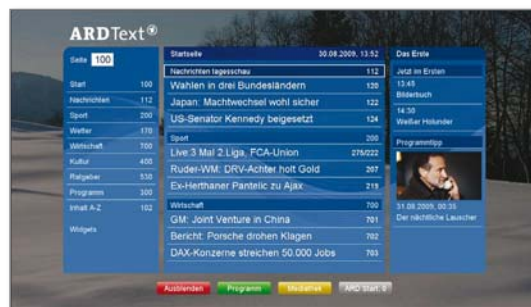 ARDText
Seite 100
Start 100
Nachrichten 112
Sport 200
Wetter 170
Wirtschaft 700
Kultur 400
Ratgeber 530
Programm 300
Inhalt A-Z 102
Widgets
Startseite 30.08.2009, 13:52
Nachrichten tagesschau 112
Wahlen in drei Bundesländern 120
Japan: Machtwechsel wohl sicher 122
US-Senator Kennedy beigesetzt 124
Sport 200
Live 3 Mal 2.Liga, FCA-Union 275/222
Ruder-WM: DRV-Achter holt Gold 207
Ex-Herthaner Pantelic zu Ajax 215
Wirtschaft 700
GM: Joint Venture in China 701
Bericht: Porsche drohen Klagen 702
DAX-Konzerne streichen 50.000 Jobs 703
Das Erste
Jetzt im Ersten
13:45
Bilderbuch
14:30
Weißer Holunder
Programmtipp
31.08.2009, 00:35
Der nächtliche Lauscher
Ausblenden Programm Mediathek ARD Start: 0